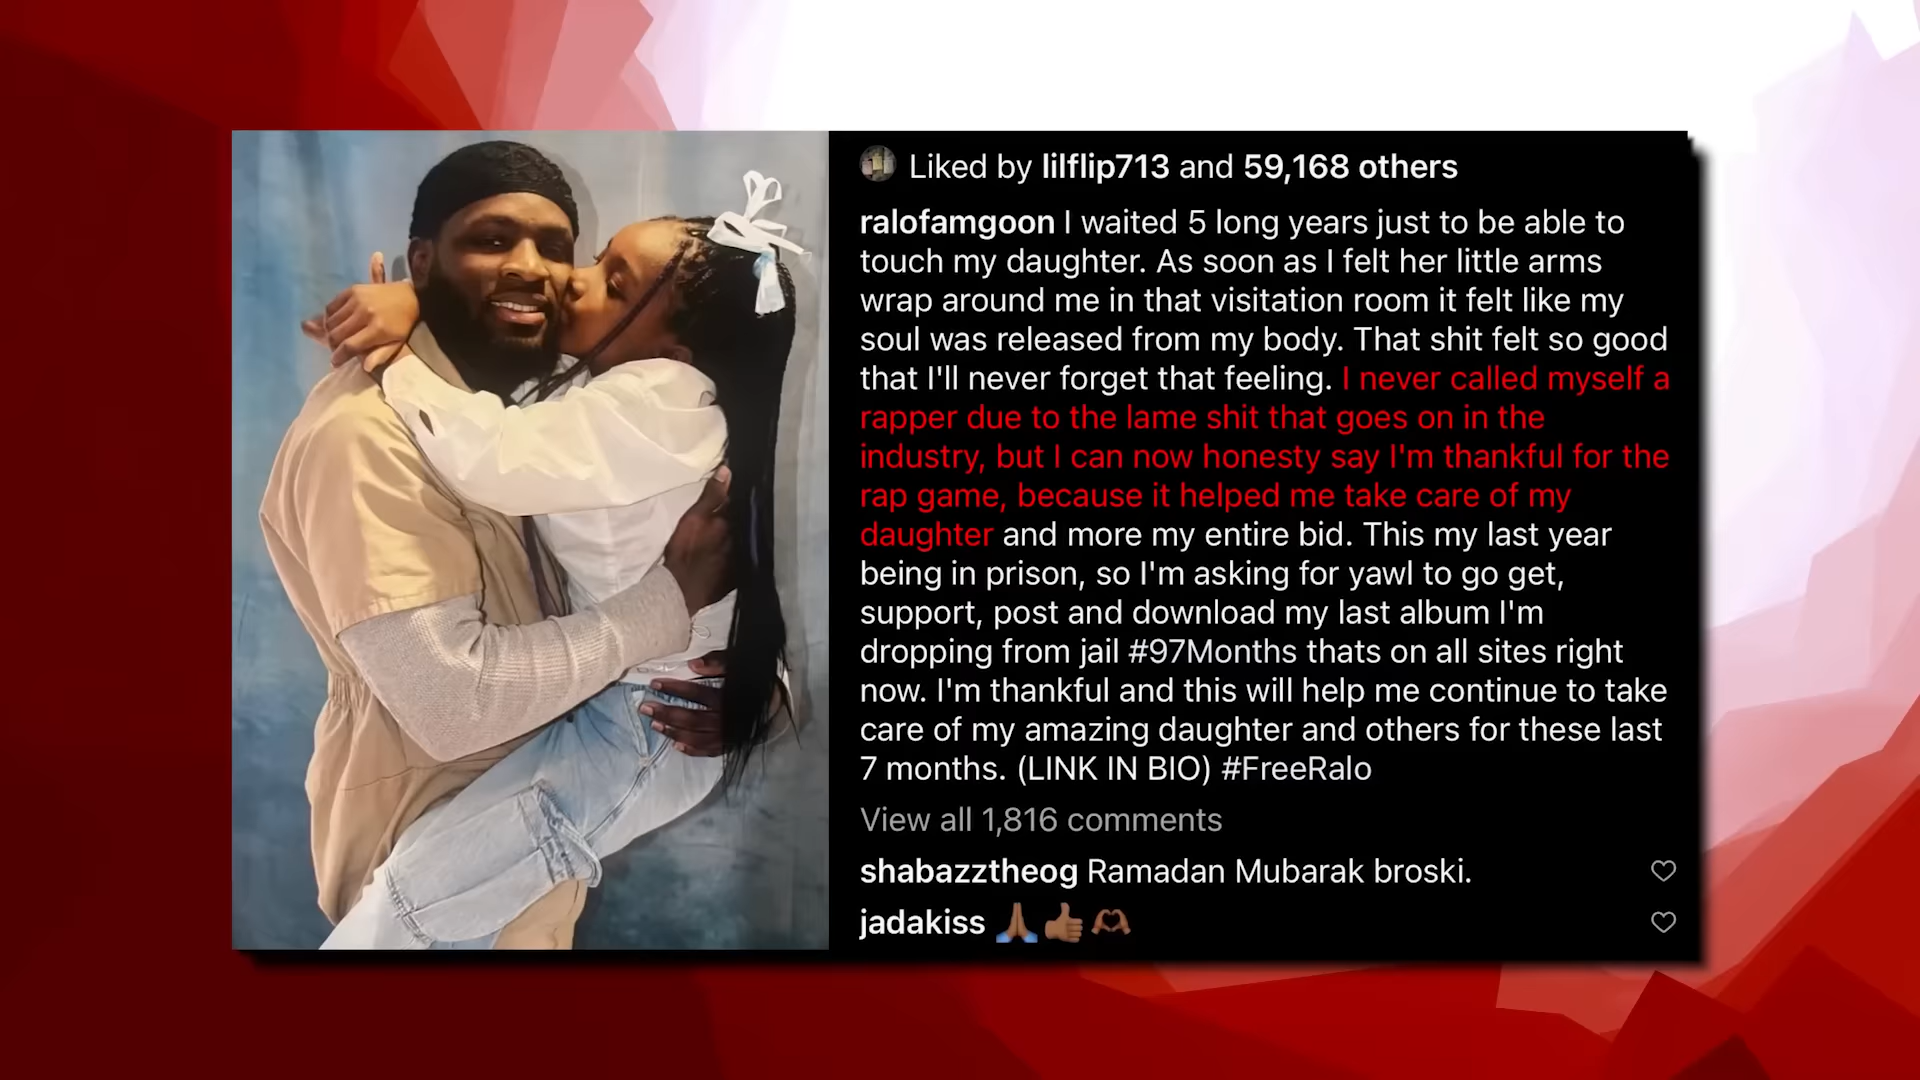 Liked by lilflip713 and 59,168 others
ralofamgoon I waited 5 long years just to be able to
touch my daughter. As soon as I felt her little arms
wrap around me in that visitation room it felt like my
soul was released from my body. That shit felt so good
that I'll never forget that feeling. I never called myself a
rapper due to the lame shit that goes on in the
industry, but I can now honesty say I'm thankful for the
rap game, because it helped me take care of my
daughter and more my entire bid. This my last year
being in prison, so I'm asking for yawl to go get,
support, post and download my last album I'm
dropping from jail #97Months thats on all sites right
now. I'm thankful and this will help me continue to take
care of my amazing daughter and others for these last
7 months. (LINK IN BIO) #FreeRalo
View all 1,816 comments
shabazztheog Ramadan Mubarak broski.
jadakiss 🙏🏾👍🏾🫶🏾